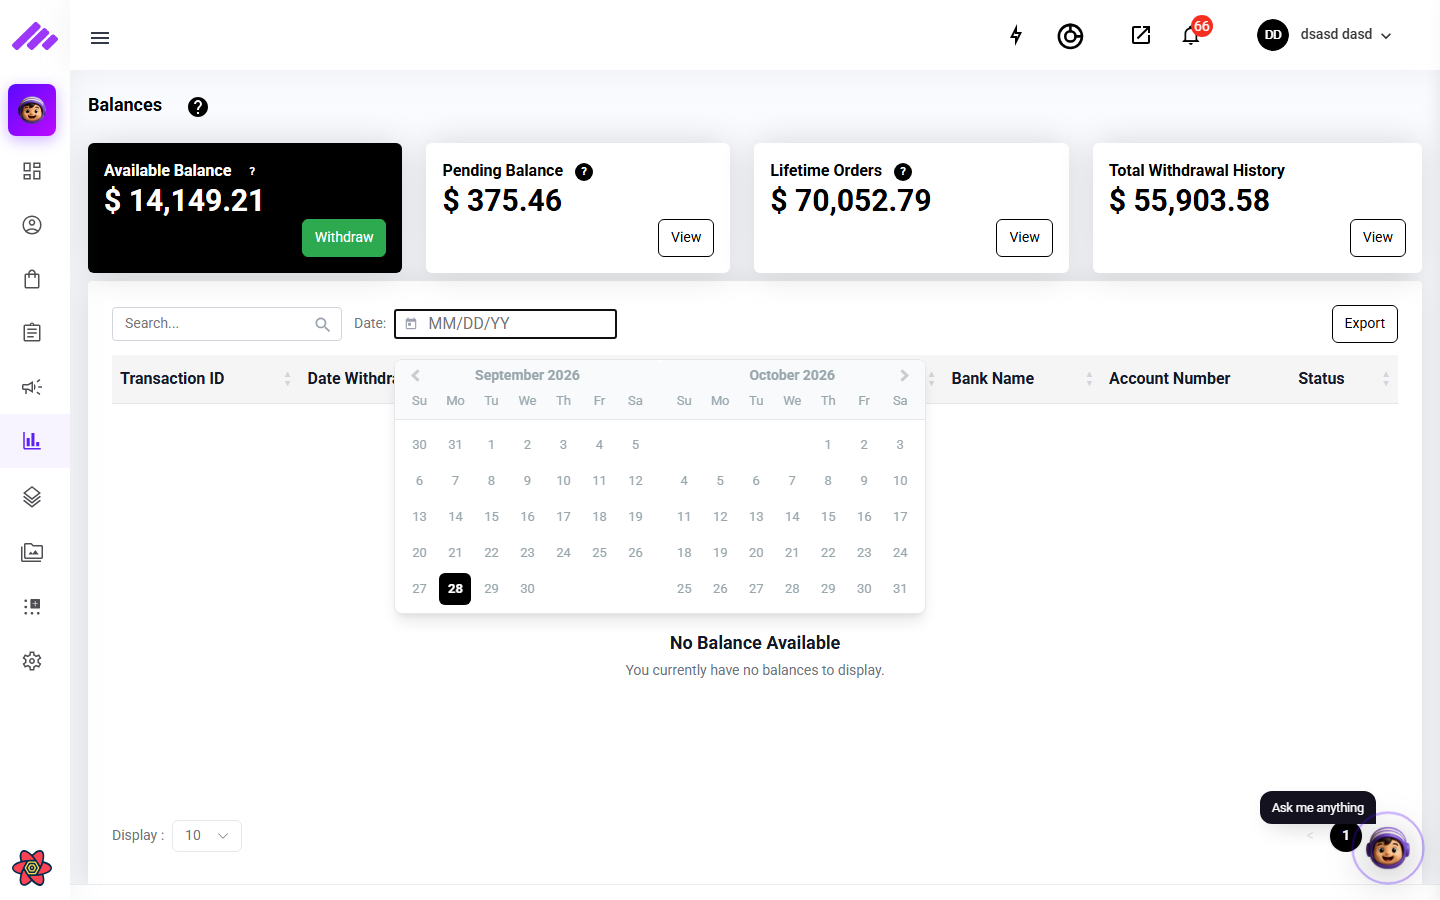 66
DD
dsasd dasd
Balances
?
Available Balance ?
$ 14,149.21
Withdraw
Pending Balance ?
$ 375.46
View
Lifetime Orders ?
$ 70,052.79
View
Total Withdrawal History
$ 55,903.58
View
Search...
Date:
MM/DD/YY
Export
Transaction ID
Date Withdra
Bank Name
Account Number
Status
September 2026
Su Mo Tu We Th Fr Sa
30 31 1 2 3 4 5
6 7 8 9 10 11 12
13 14 15 16 17 18 19
20 21 22 23 24 25 26
27 28 29 30
October 2026
Su Mo Tu We Th Fr Sa
1 2 3
4 5 6 7 8 9 10
11 12 13 14 15 16 17
18 19 20 21 22 23 24
25 26 27 28 29 30 31
No Balance Available
You currently have no balances to display.
Display :
10
Ask me anything
<
1